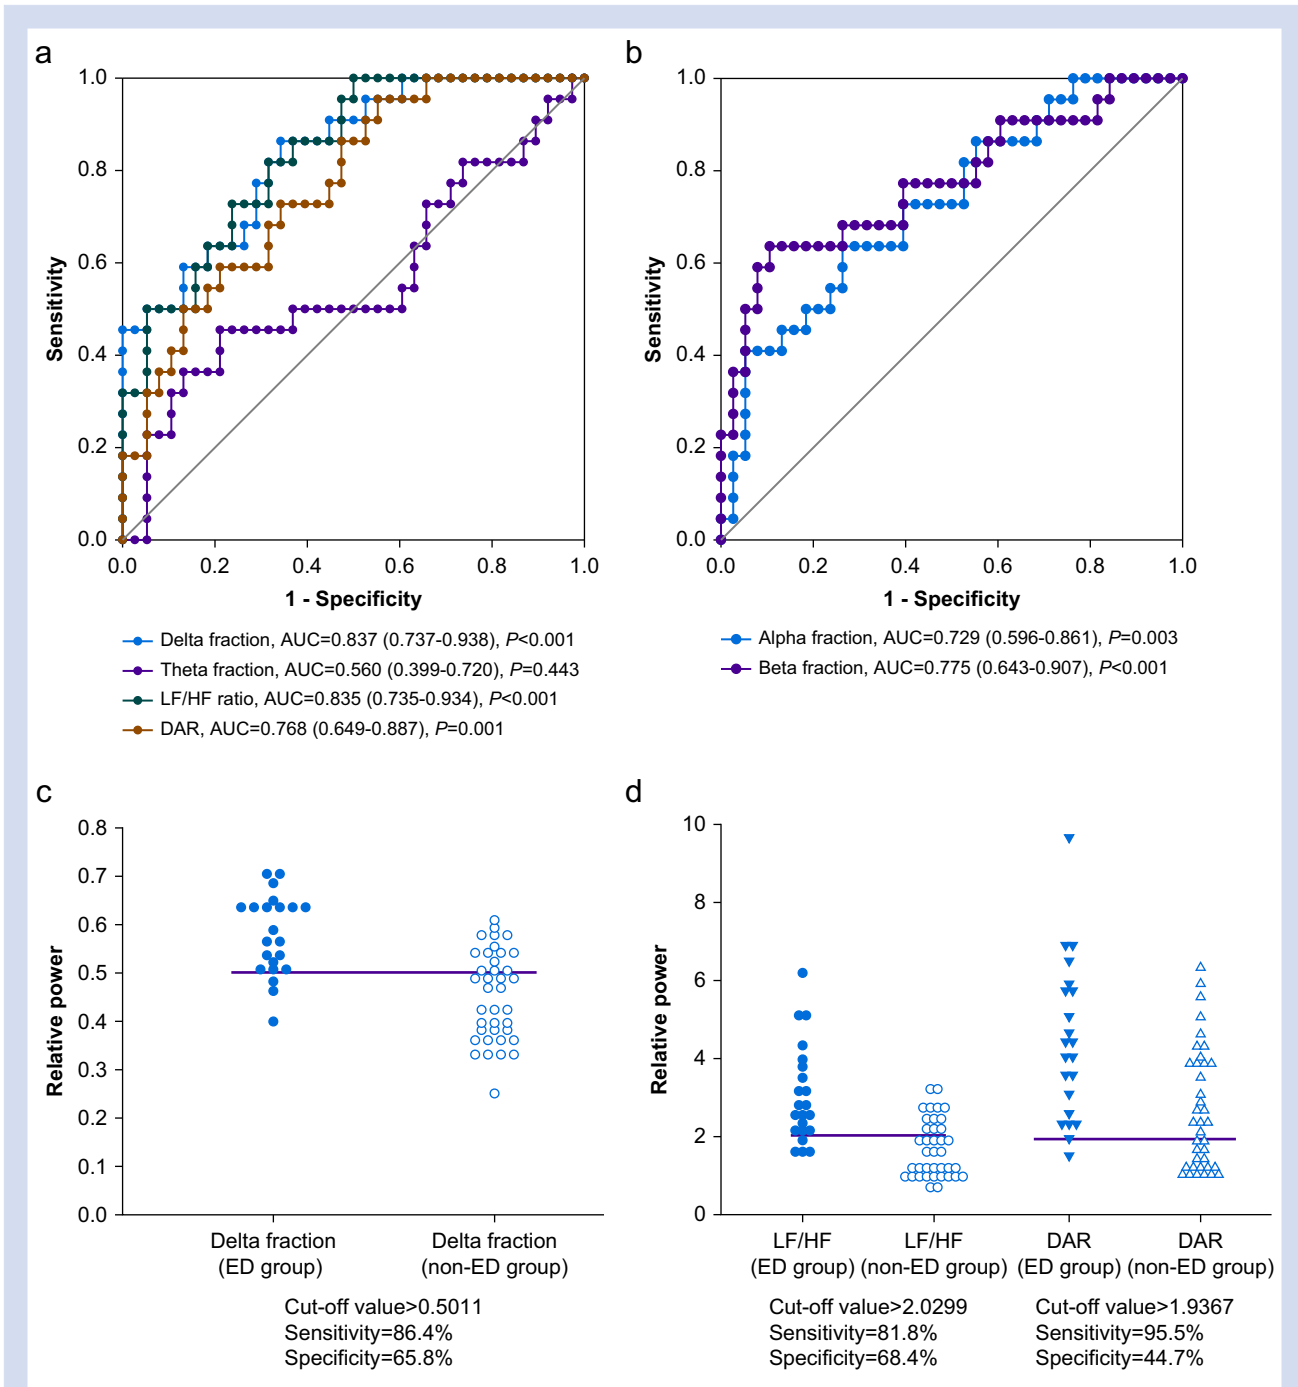 a
1.0
0.8
0.6
0.4
0.2
0.0
Sensitivity
0.0 0.2 0.4 0.6 0.8 1.0
1 - Specificity
Delta fraction, AUC=0.837 (0.737-0.938), P<0.001
Theta fraction, AUC=0.560 (0.399-0.720), P=0.443
LF/HF ratio, AUC=0.835 (0.735-0.934), P<0.001
DAR, AUC=0.768 (0.649-0.887), P=0.001
b
1.0
0.8
0.6
0.4
0.2
0.0
Sensitivity
0.0 0.2 0.4 0.6 0.8 1.0
1 - Specificity
Alpha fraction, AUC=0.729 (0.596-0.861), P=0.003
Beta fraction, AUC=0.775 (0.643-0.907), P<0.001
c
0.8
0.7
0.6
0.5
0.4
0.3
0.2
0.1
0.0
Relative power
Delta fraction
(ED group)
Delta fraction
(non-ED group)
Cut-off value>0.5011
Sensitivity=86.4%
Specificity=65.8%
d
10
8
6
4
2
0
Relative power
LF/HF
(ED group)
LF/HF
(non-ED group)
DAR
(ED group)
DAR
(non-ED group)
Cut-off value>2.0299
Sensitivity=81.8%
Specificity=68.4%
Cut-off value>1.9367
Sensitivity=95.5%
Specificity=44.7%